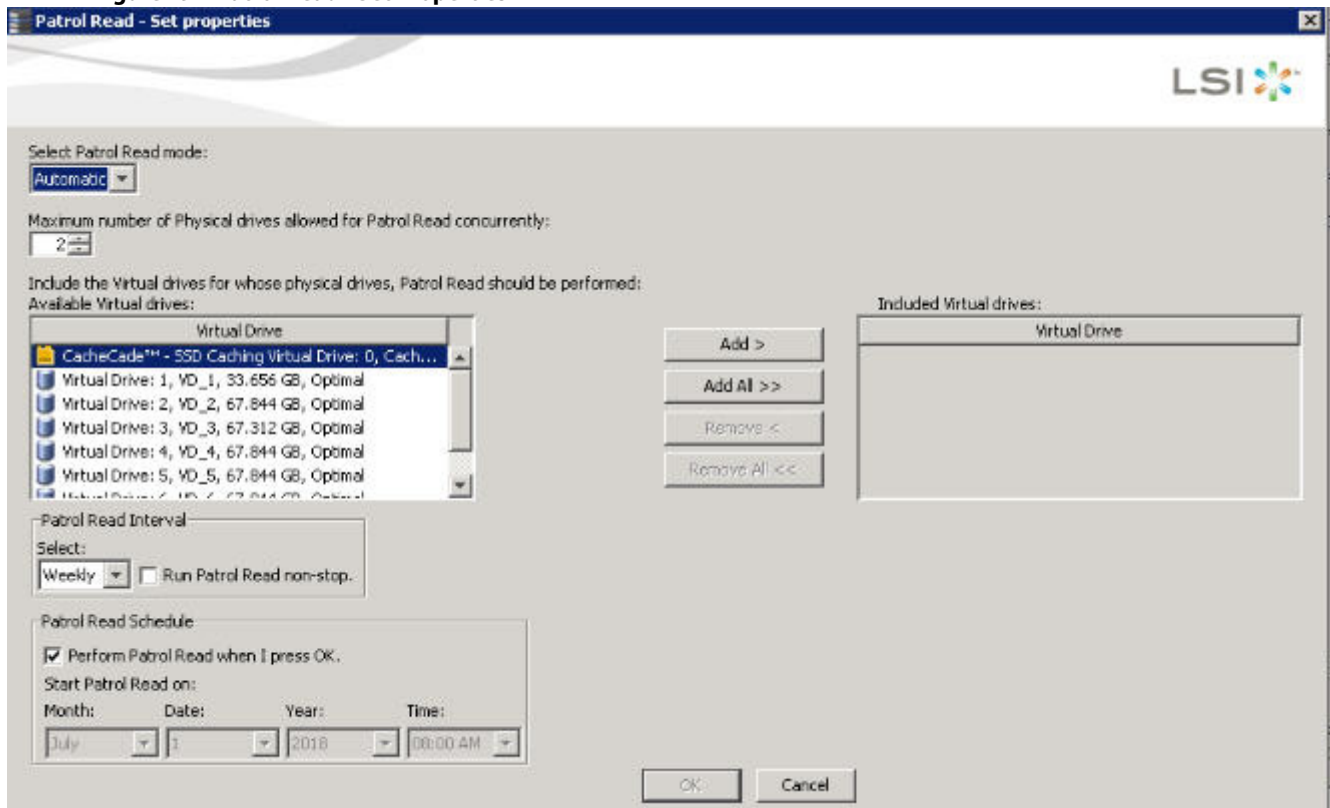 Patrol Read - Set properties
LSI
Select Patrol Read mode:
Automatic
Maximum number of Physical drives allowed for Patrol Read concurrently:
2
Include the Virtual drives for whose physical drives, Patrol Read should be performed:
Available Virtual drives:
Included Virtual drives:
Virtual Drive
Virtual Drive
CacheCade™ - SSD Caching Virtual Drive: 0, Cach...
Virtual Drive: 1, VD_1, 33.656 GB, Optimal
Virtual Drive: 2, VD_2, 67.844 GB, Optimal
Virtual Drive: 3, VD_3, 67.312 GB, Optimal
Virtual Drive: 4, VD_4, 67.844 GB, Optimal
Virtual Drive: 5, VD_5, 67.844 GB, Optimal
Add >
Add All >>
Remove <
Remove All <<
Patrol Read Interval
Select:
Weekly
Run Patrol Read non-stop.
Patrol Read Schedule
Perform Patrol Read when I press OK.
Start Patrol Read on:
Month: Date: Year: Time:
July 1 2018 08:00 AM
OK Cancel